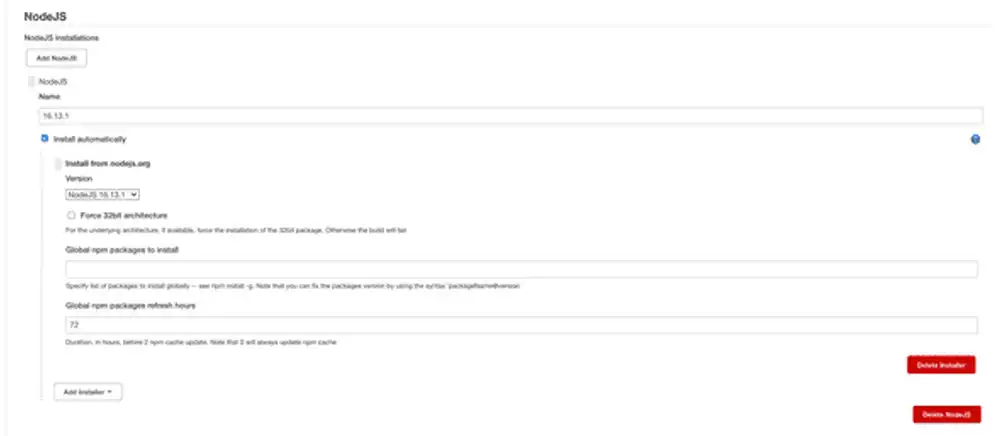 NodeJS
NodeJS installations
Add NodeJS
NodeJS
Name
16.13.1
Install automatically
Install from nodejs.org
Version
NodeJS 16.13.1
Force 32bit architecture
For the underlying architecture, if available, force the installation of the 32bit package. Otherwise the build will fail
Global npm packages to install
Specify list of packages to install globally -- see npm install -g. Note that you can fix the packages version by using the syntax `packageName@version
Global npm packages refresh hours
72
Duration, in hours, before 2 npm cache update. Note that 0 will always update npm cache
Delete Installer
Add Installer
Delete NodeJS